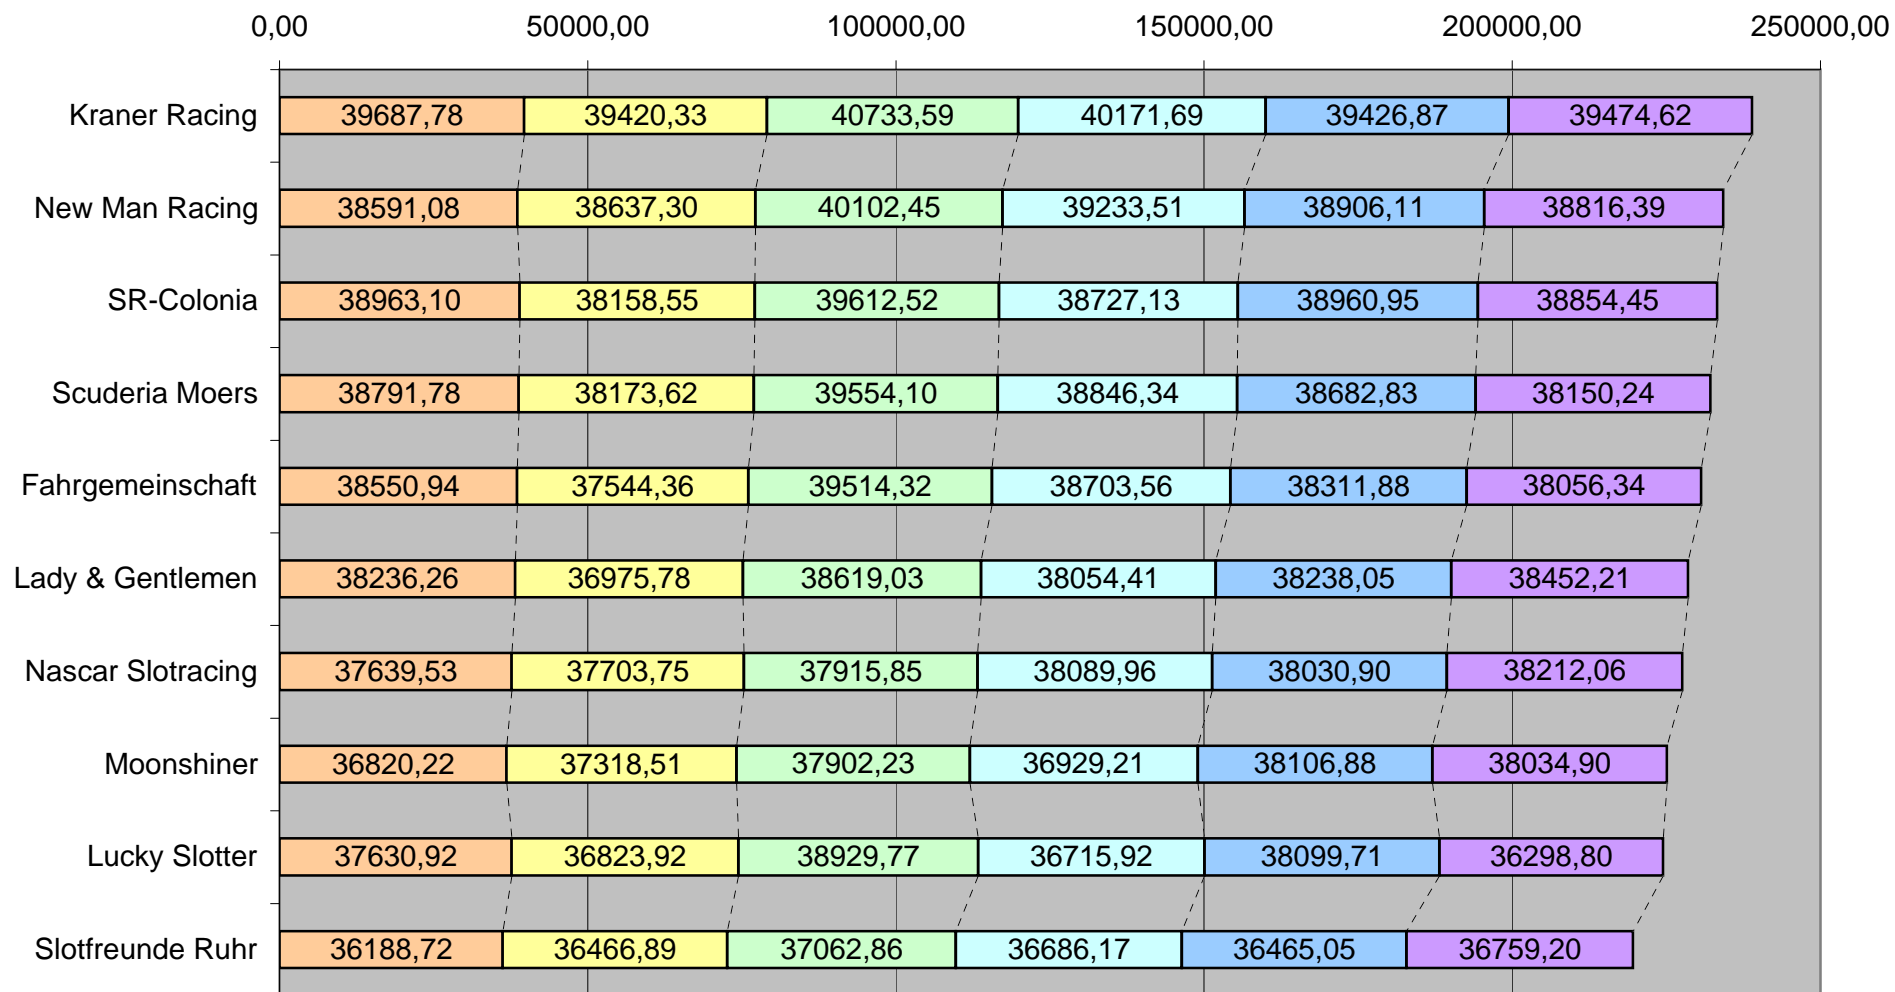 0,00 50000,00 100000,00 150000,00 200000,00 250000,00
Kraner Racing 39687,78 39420,33 40733,59 40171,69 39426,87 39474,62
New Man Racing 38591,08 38637,30 40102,45 39233,51 38906,11 38816,39
SR-Colonia 38963,10 38158,55 39612,52 38727,13 38960,95 38854,45
Scuderia Moers 38791,78 38173,62 39554,10 38846,34 38682,83 38150,24
Fahrgemeinschaft 38550,94 37544,36 39514,32 38703,56 38311,88 38056,34
Lady & Gentlemen 38236,26 36975,78 38619,03 38054,41 38238,05 38452,21
Nascar Slotracing 37639,53 37703,75 37915,85 38089,96 38030,90 38212,06
Moonshiner 36820,22 37318,51 37902,23 36929,21 38106,88 38034,90
Lucky Slotter 37630,92 36823,92 38929,77 36715,92 38099,71 36298,80
Slotfreunde Ruhr 36188,72 36466,89 37062,86 36686,17 36465,05 36759,20